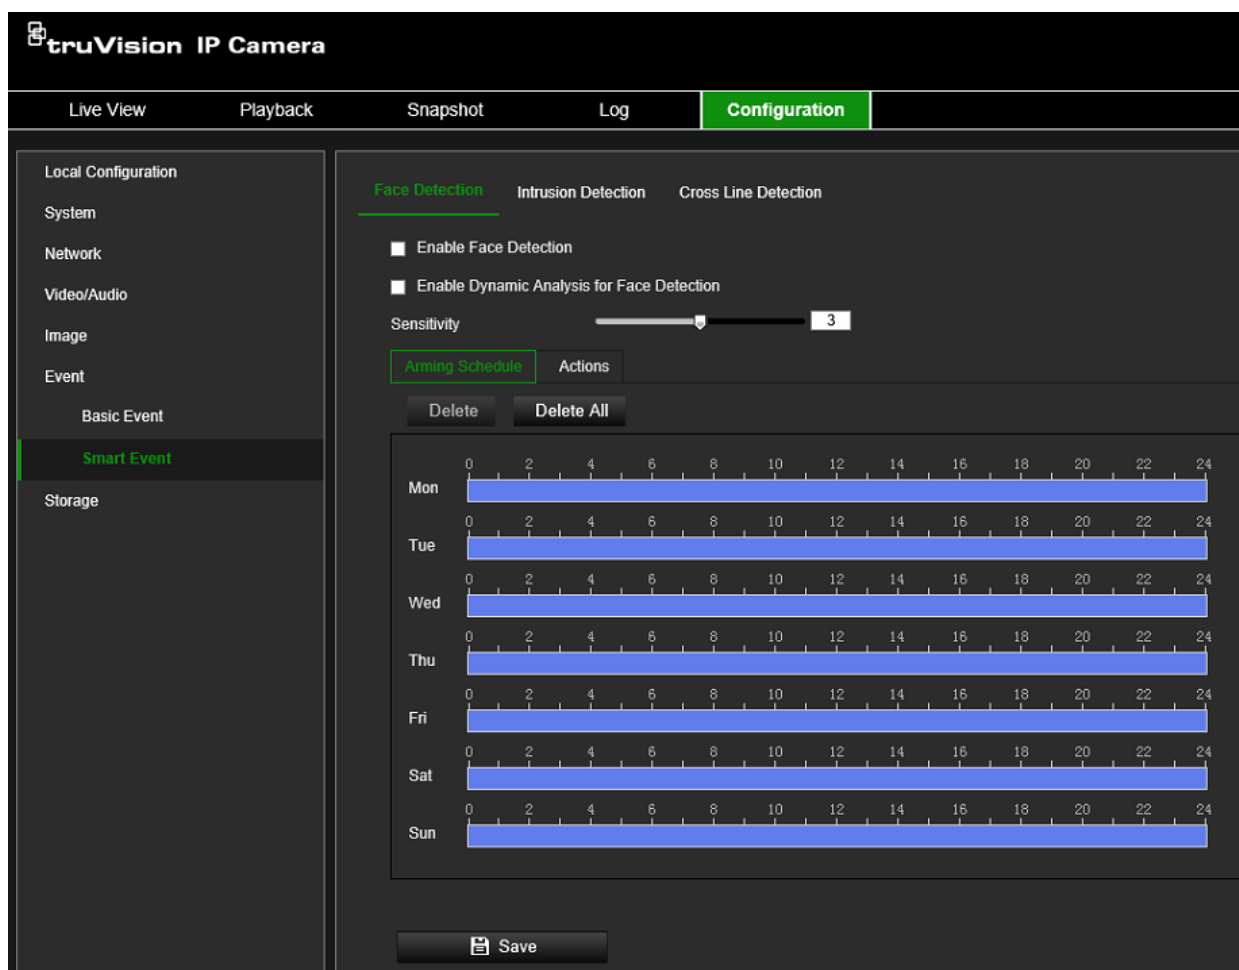 truVision IP Camera
Live View Playback Snapshot Log Configuration
Local Configuration
System
Network
Video/Audio
Image
Event
Basic Event
Smart Event
Storage
Face Detection Intrusion Detection Cross Line Detection
Enable Face Detection
Enable Dynamic Analysis for Face Detection
Sensitivity 3
Arming Schedule Actions
Delete Delete All
0 2 4 6 8 10 12 14 16 18 20 22 24
Mon
0 2 4 6 8 10 12 14 16 18 20 22 24
Tue
0 2 4 6 8 10 12 14 16 18 20 22 24
Wed
0 2 4 6 8 10 12 14 16 18 20 22 24
Thu
0 2 4 6 8 10 12 14 16 18 20 22 24
Fri
0 2 4 6 8 10 12 14 16 18 20 22 24
Sat
0 2 4 6 8 10 12 14 16 18 20 22 24
Sun
Save